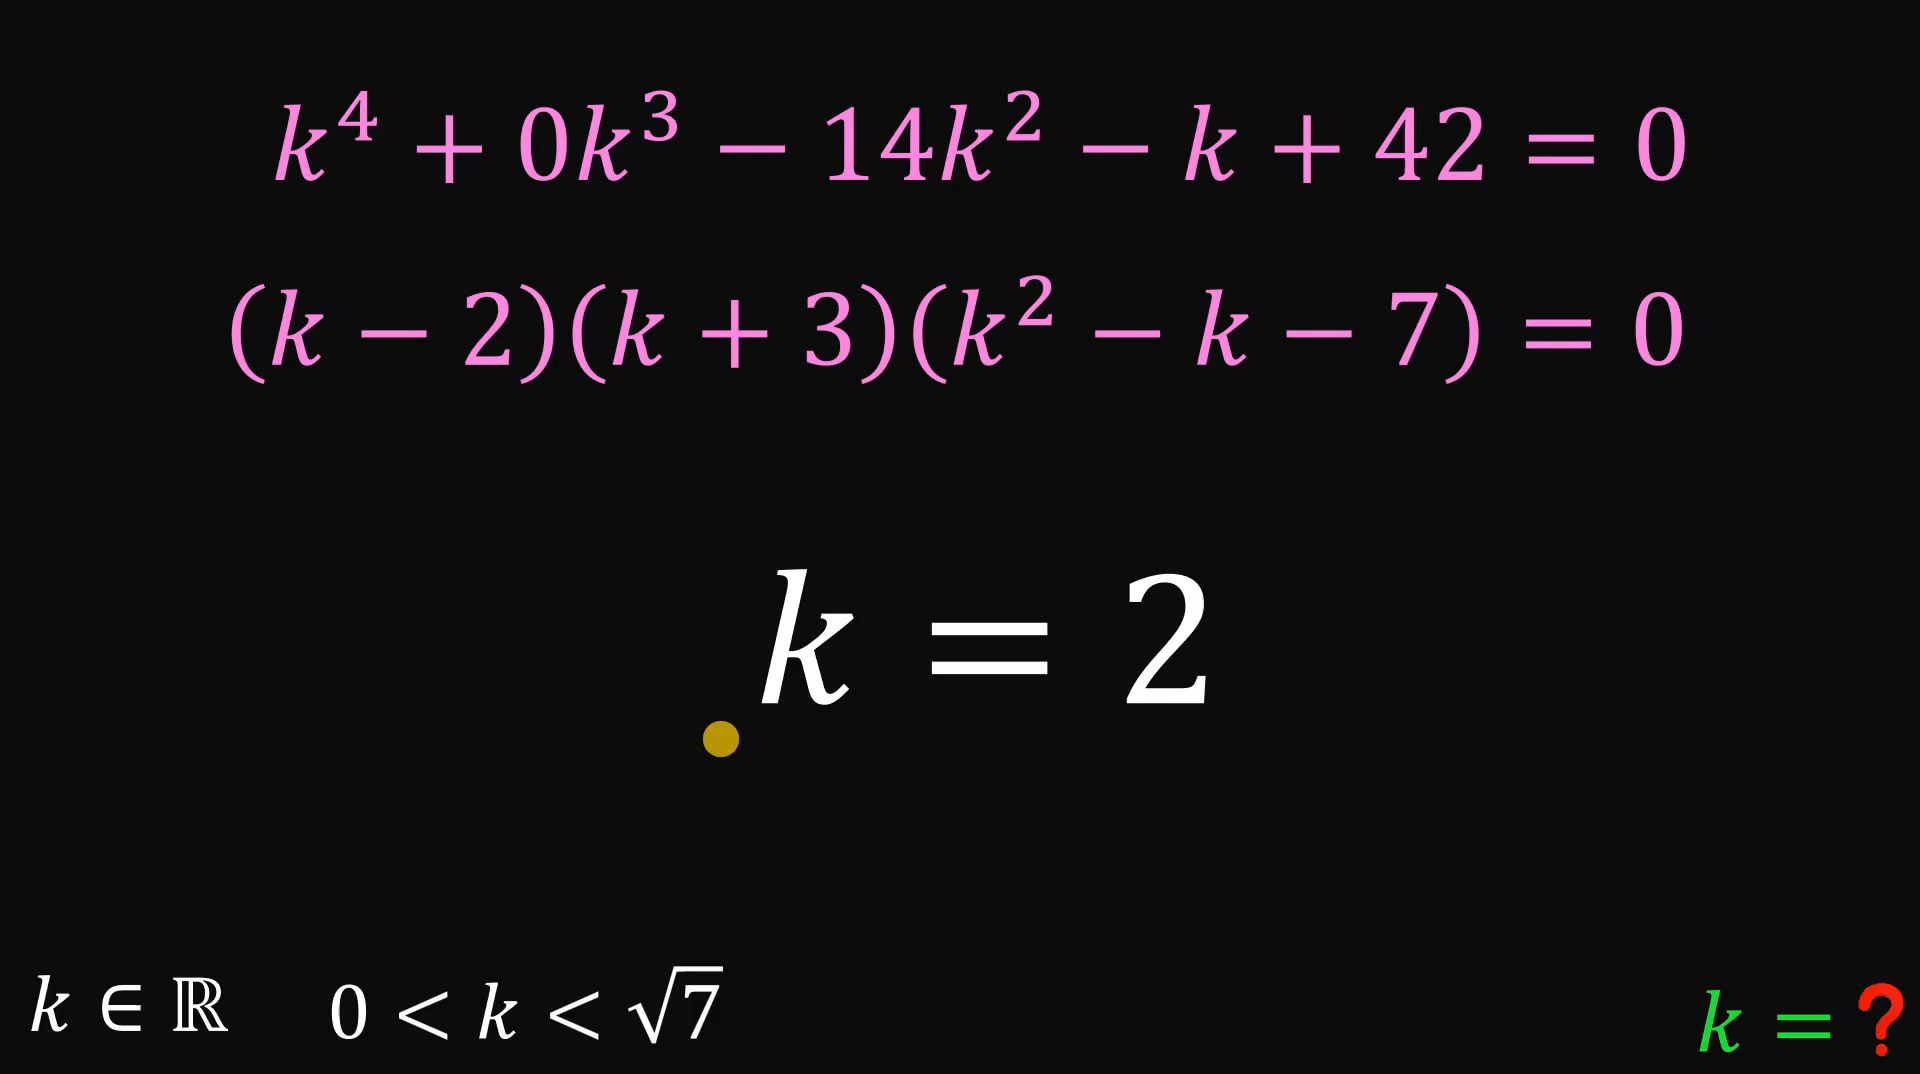 k⁴ + 0k³ − 14k² − k + 42 = 0
(k − 2)(k + 3)(k² − k − 7) = 0
k = 2
k ∈ ℝ 0 < k < √7
k = ?